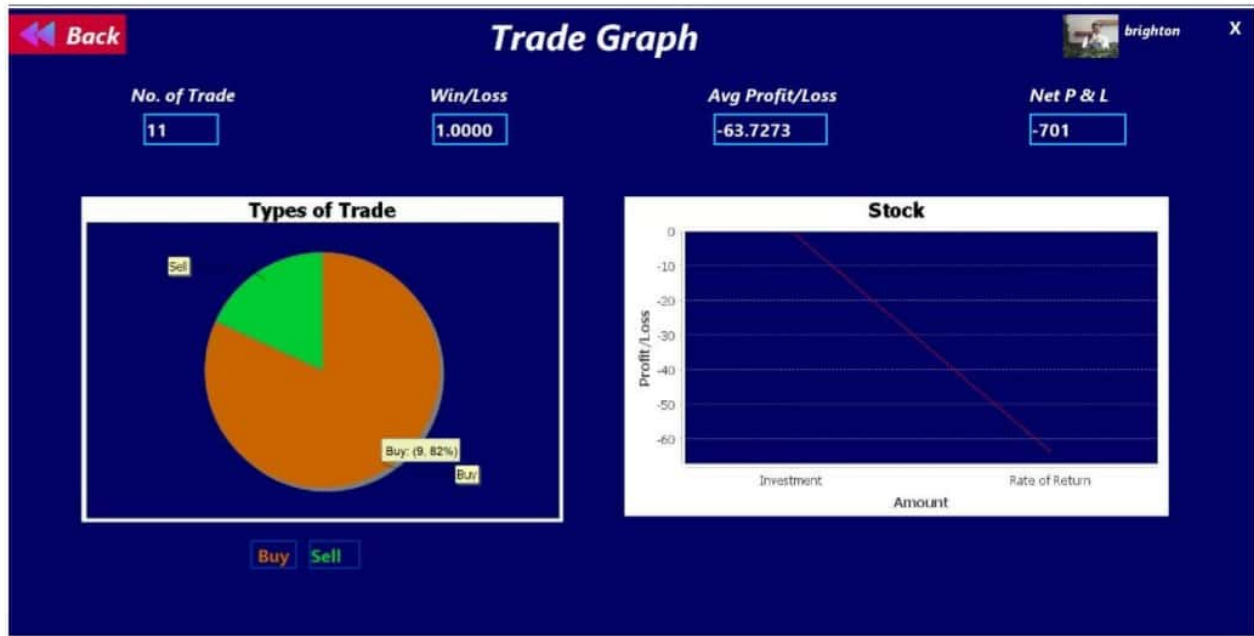 Back
Trade Graph
brighton
X
No. of Trade
Win/Loss
Avg Profit/Loss
Net P & L
11
1.0000
-63.7273
-701
Types of Trade
Sell
Buy: (9, 82%)
Buy
Buy
Sell
Stock
Profit/Loss
0
-10
-20
-30
-40
-50
-60
Investment
Rate of Return
Amount